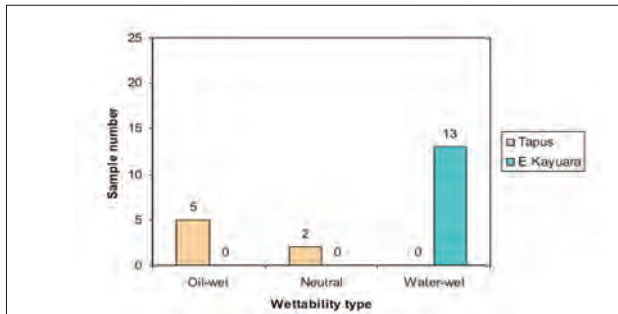 25
20
15
10
5
0
Sample number
5
0
2
0
0
13
Oil-wet
Neutral
Water-wet
Wettability type
Tapus
E Kayuara